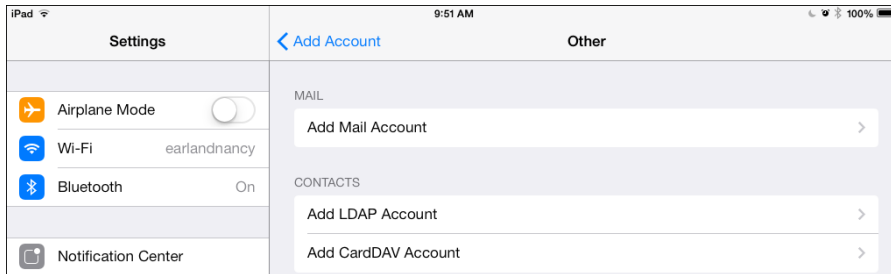 iPad 9:51 AM 100%
Settings
Add Account Other
Airplane Mode
Wi-Fi earlandnancy
Bluetooth On
Notification Center
MAIL
Add Mail Account
CONTACTS
Add LDAP Account
Add CardDAV Account